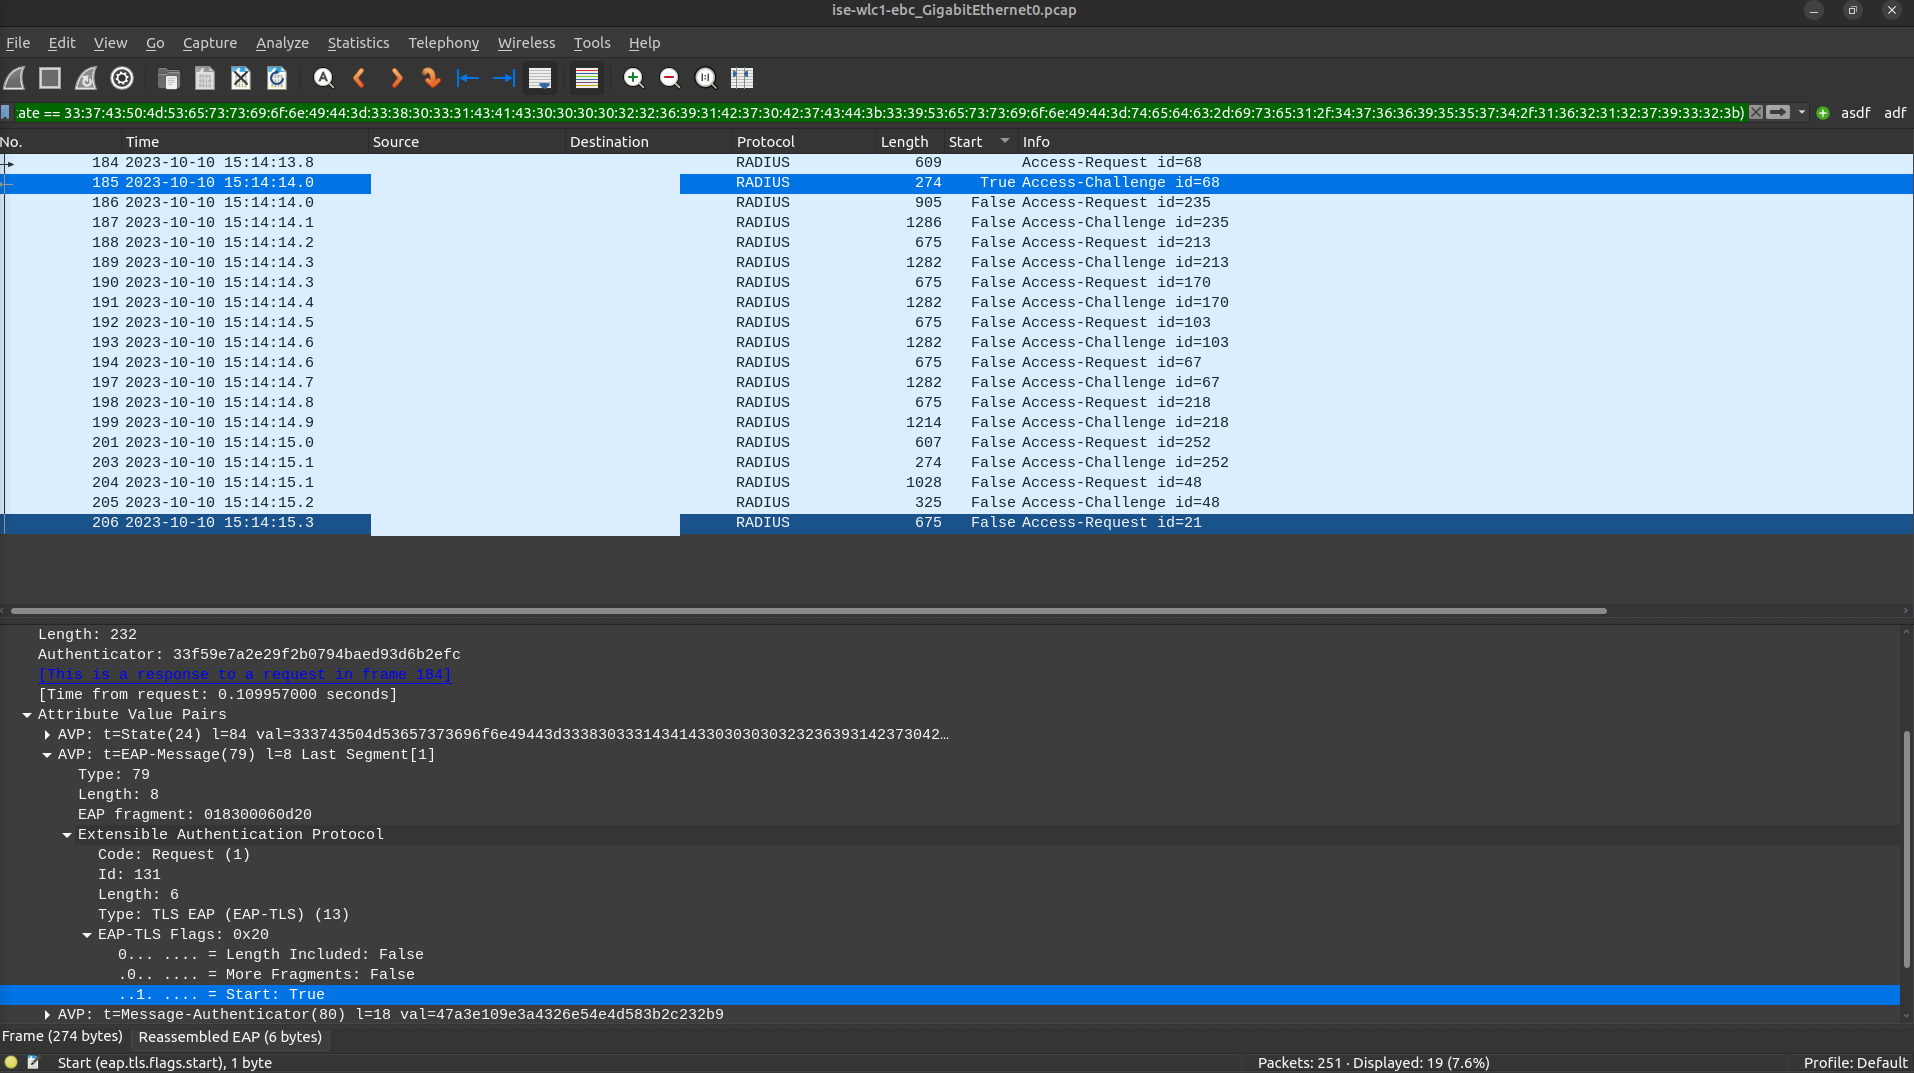 ise-wlc1-ebc_GigabitEthernet0.pcap
File Edit View Go Capture Analyze Statistics Telephony Wireless Tools Help
:ate == 33:37:43:50:4d:53:65:73:73:69:6f:6e:49:44:3d:33:38:30:33:31:43:41:43:30:30:30:30:32:32:36:39:31:42:37:30:42:37:43:44:3b:33:39:53:65:73:73:69:6f:6e:49:44:3d:74:65:64:63:2d:69:73:65:31:2f:34:37:36:36:39:35:35:37:34:2f:31:36:32:31:32:37:39:33:32:3b) asdf adf
No. Time Source Destination Protocol Length Start Info
184 2023-10-10 15:14:13.8 RADIUS 609 Access-Request id=68
185 2023-10-10 15:14:14.0 RADIUS 274 True Access-Challenge id=68
186 2023-10-10 15:14:14.0 RADIUS 905 False Access-Request id=235
187 2023-10-10 15:14:14.1 RADIUS 1286 False Access-Challenge id=235
188 2023-10-10 15:14:14.2 RADIUS 675 False Access-Request id=213
189 2023-10-10 15:14:14.3 RADIUS 1282 False Access-Challenge id=213
190 2023-10-10 15:14:14.3 RADIUS 675 False Access-Request id=170
191 2023-10-10 15:14:14.4 RADIUS 1282 False Access-Challenge id=170
192 2023-10-10 15:14:14.5 RADIUS 675 False Access-Request id=103
193 2023-10-10 15:14:14.6 RADIUS 1282 False Access-Challenge id=103
194 2023-10-10 15:14:14.6 RADIUS 675 False Access-Request id=67
197 2023-10-10 15:14:14.7 RADIUS 1282 False Access-Challenge id=67
198 2023-10-10 15:14:14.8 RADIUS 675 False Access-Request id=218
199 2023-10-10 15:14:14.9 RADIUS 1214 False Access-Challenge id=218
201 2023-10-10 15:14:15.0 RADIUS 607 False Access-Request id=252
203 2023-10-10 15:14:15.1 RADIUS 274 False Access-Challenge id=252
204 2023-10-10 15:14:15.1 RADIUS 1028 False Access-Request id=48
205 2023-10-10 15:14:15.2 RADIUS 325 False Access-Challenge id=48
206 2023-10-10 15:14:15.3 RADIUS 675 False Access-Request id=21
Length: 232
Authenticator: 33f59e7a2e29f2b0794baed93d6b2efc
[This is a response to a request in frame 184]
[Time from request: 0.109957000 seconds]
Attribute Value Pairs
AVP: t=State(24) l=84 val=333743504d53657373696f6e49443d33383033314341433030303032323639314237304​2…
AVP: t=EAP-Message(79) l=8 Last Segment[1]
Type: 79
Length: 8
EAP fragment: 018300060d20
Extensible Authentication Protocol
Code: Request (1)
Id: 131
Length: 6
Type: TLS EAP (EAP-TLS) (13)
EAP-TLS Flags: 0x20
0... .... = Length Included: False
.0.. .... = More Fragments: False
..1. .... = Start: True
AVP: t=Message-Authenticator(80) l=18 val=47a3e109e3a4326e54e4d583b2c232b9
Frame (274 bytes) Reassembled EAP (6 bytes)
Start (eap.tls.flags.start), 1 byte Packets: 251 · Displayed: 19 (7.6%) Profile: Default